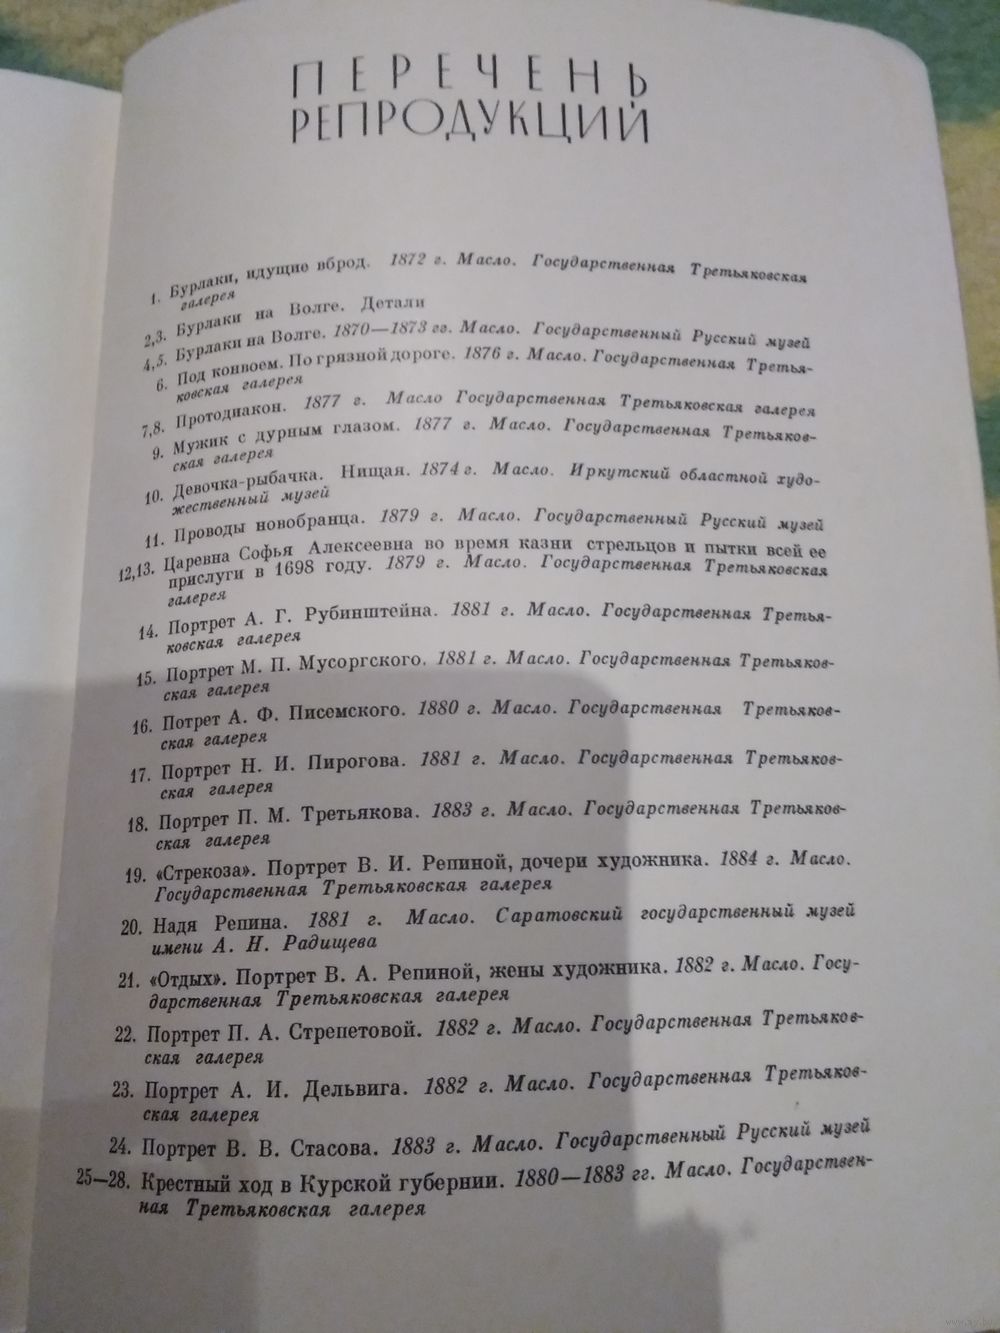 ПЕРЕЧЕНЬ
РЕПРОДУКЦИЙ
1. Бурлаки, идущие вброд. 1872 г. Масло. Государственная Третьяковская
галерея
2,3. Бурлаки на Волге. Детали
4,5. Бурлаки на Волге. 1870—1873 гг. Масло. Государственный Русский музей
6. Под конвоем. По грязной дороге. 1876 г. Масло. Государственная Третья-
ковская галерея
7,8. Протодиакон. 1877 г. Масло Государственная Третьяковская галерея
9. Мужик с дурным глазом. 1877 г. Масло. Государственная Третьяков-
ская галерея
10. Девочка-рыбачка. Нищая. 1874 г. Масло. Иркутский областной худо-
жественный музей
11. Проводы новобранца. 1879 г. Масло. Государственный Русский музей
12,13. Царевна Софья Алексеевна во время казни стрельцов и пытки всей ее
прислуги в 1698 году. 1879 г. Масло. Государственная Третьяковская
галерея
14. Портрет А. Г. Рубинштейна. 1881 г. Масло. Государственная Третья-
ковская галерея
15. Портрет М. П. Мусоргского. 1881 г. Масло. Государственная Третьяков-
ская галерея
16. Потрет А. Ф. Писемского. 1880 г. Масло. Государственная Третьяков-
ская галерея
17. Портрет Н. И. Пирогова. 1881 г. Масло. Государственная Третьяков-
ская галерея
18. Портрет П. М. Третьякова. 1883 г. Масло. Государственная Третьяков-
ская галерея
19. «Стрекоза». Портрет В. И. Репиной, дочери художника. 1884 г. Масло.
Государственная Третьяковская галерея
20. Надя Репина. 1881 г. Масло. Саратовский государственный музей
имени А. Н. Радищева
21. «Отдых». Портрет В. А. Репиной, жены художника. 1882 г. Масло. Госу-
дарственная Третьяковская галерея
22. Портрет П. А. Стрепетовой. 1882 г. Масло. Государственная Третьяков-
ская галерея
23. Портрет А. И. Дельвига. 1882 г. Масло. Государственная Третьяков-
ская галерея
24. Портрет В. В. Стасова. 1883 г. Масло. Государственный Русский музей
25—28. Крестный ход в Курской губернии. 1880—1883 гг. Масло. Государствен-
ная Третьяковская галерея